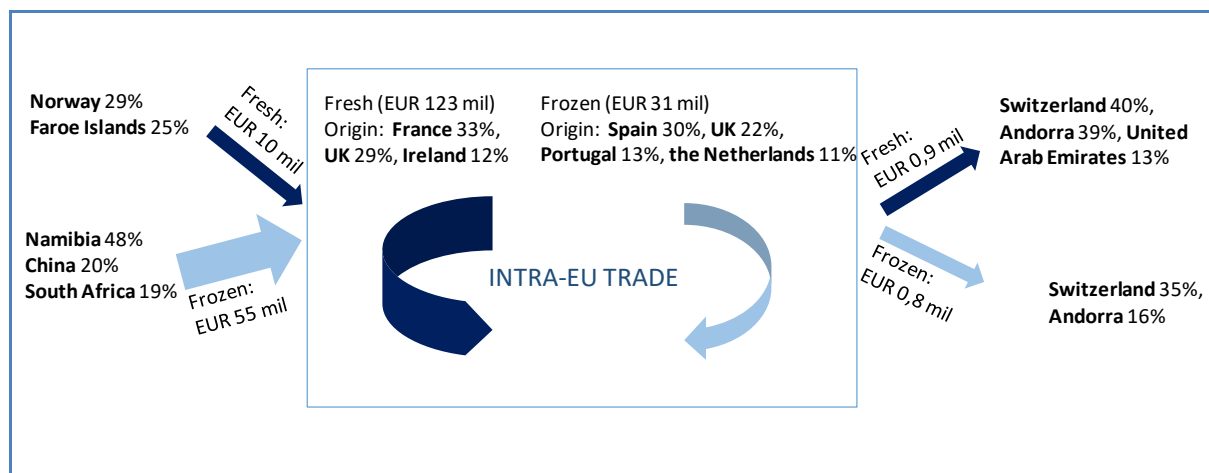 Norway 29%
Faroe Islands 25%
Fresh:
EUR 10 mil
Namibia 48%
China 20%
South Africa 19%
Frozen:
EUR 55 mil
Fresh (EUR 123 mil)
Origin: France 33%,
UK 29%, Ireland 12%
Frozen (EUR 31 mil)
Origin: Spain 30%, UK 22%,
Portugal 13%, the Netherlands 11%
INTRA-EU TRADE
Fresh:
EUR 0,9 mil
Switzerland 40%,
Andorra 39%, United
Arab Emirates 13%
Frozen:
EUR 0,8 mil
Switzerland 35%,
Andorra 16%